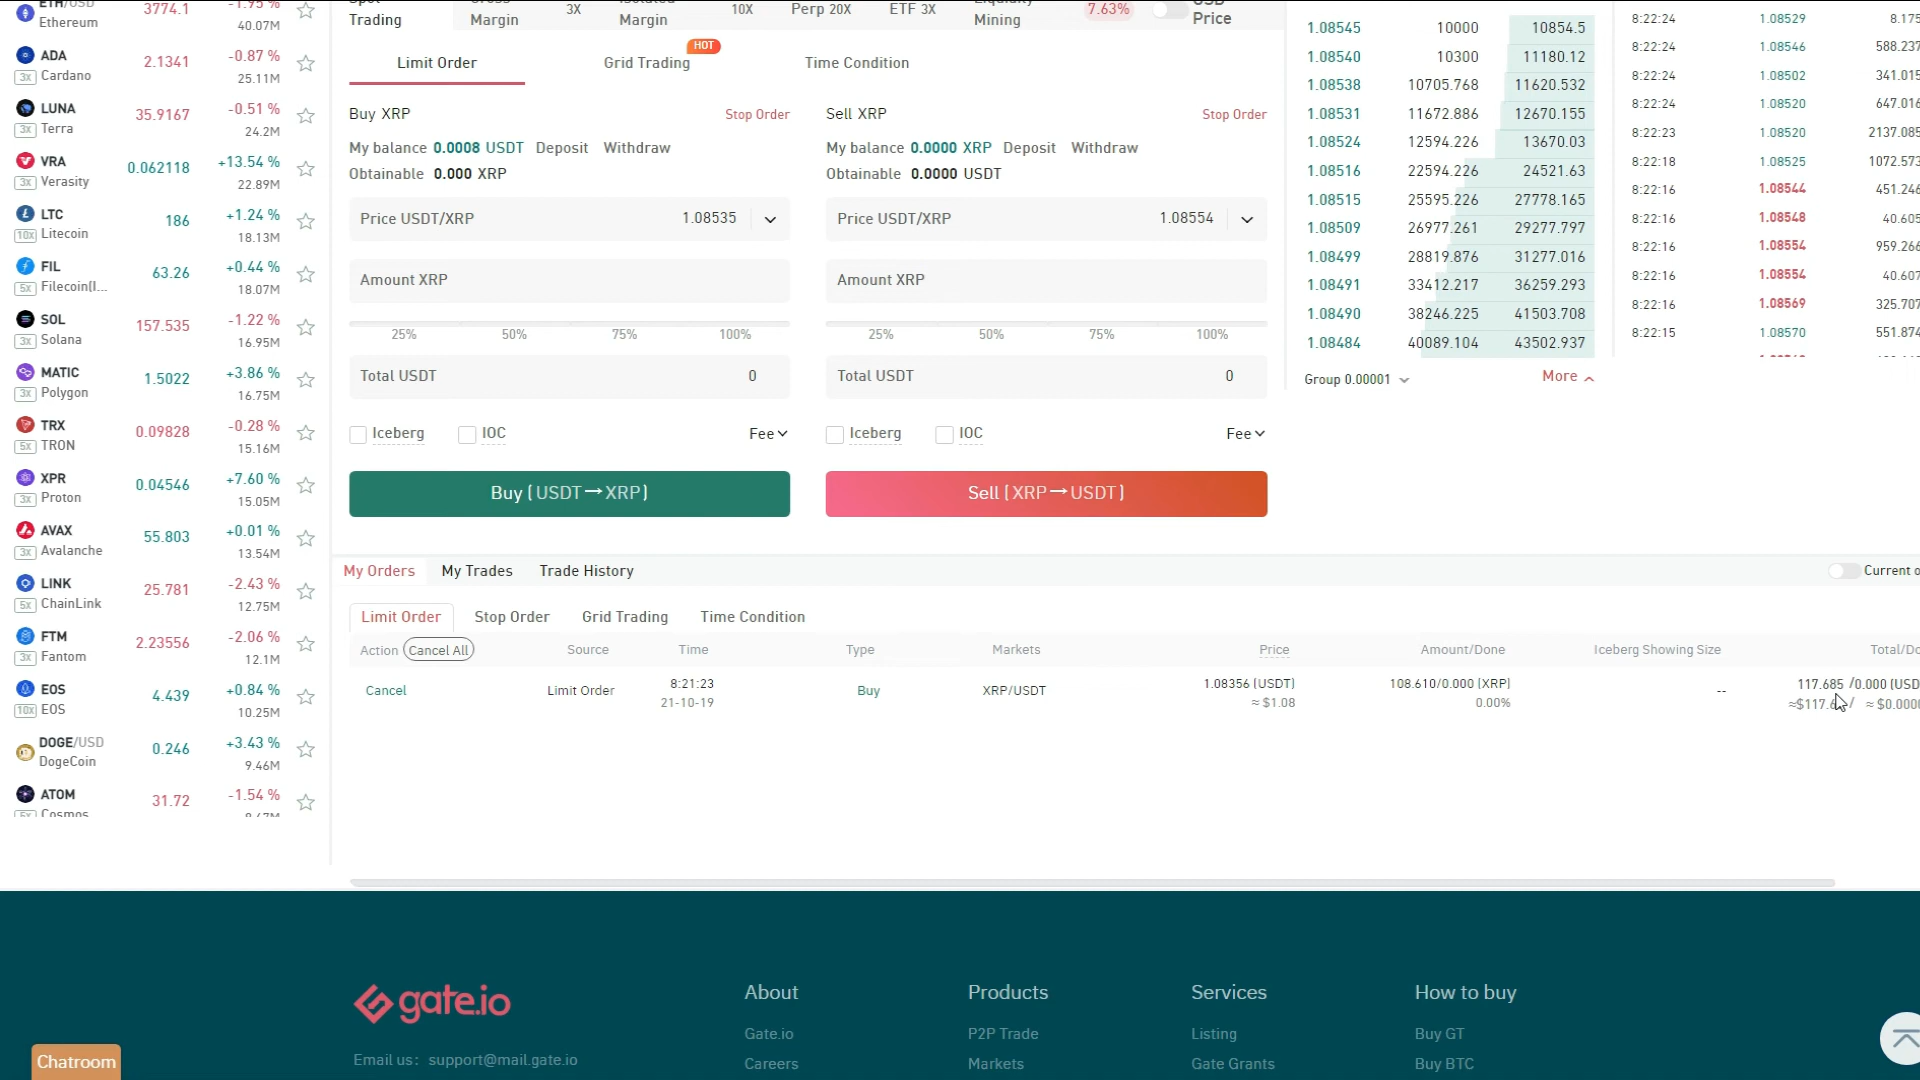 ETH/USD
Ethereum
3774.1
-1.95 %
40.07M
ADA
3X Cardano
2.1341
-0.87 %
25.11M
LUNA
3X Terra
35.9167
-0.51 %
24.2M
VRA
3X Verasity
0.062118
+13.54 %
22.89M
LTC
10X Litecoin
186
+1.24 %
18.13M
FIL
5X Filecoin(I...
63.26
+0.44 %
18.07M
SOL
3X Solana
157.535
-1.22 %
16.95M
MATIC
3X Polygon
1.5022
+3.86 %
16.75M
TRX
5X TRON
0.09828
-0.28 %
15.16M
XPR
3X Proton
0.04546
+7.60 %
15.05M
AVAX
3X Avalanche
55.803
+0.01 %
13.54M
LINK
5X ChainLink
25.781
-2.43 %
12.75M
FTM
3X Fantom
2.23556
-2.06 %
12.1M
EOS
10X EOS
4.439
+0.84 %
10.25M
DOGE/USD
DogeCoin
0.246
+3.43 %
9.46M
ATOM
5X Cosmos
31.72
-1.54 %
Chatroom
Spot Trading
Margin
3X
Isolated Margin
10X
Perp 20X
ETF 3X
Liquidity Mining
7.63%
USD Price
Limit Order
Grid Trading
HOT
Time Condition
Buy XRP
Stop Order
My balance 0.0008 USDT Deposit Withdraw
Obtainable 0.000 XRP
Price USDT/XRP 1.08535
Amount XRP
25% 50% 75% 100%
Total USDT 0
Iceberg IOC Fee
Buy (USDT→XRP)
Sell XRP
Stop Order
My balance 0.0000 XRP Deposit Withdraw
Obtainable 0.0000 USDT
Price USDT/XRP 1.08554
Amount XRP
25% 50% 75% 100%
Total USDT 0
Iceberg IOC Fee
Sell (XRP→USDT)
1.08545 10000 10854.5
1.08540 10300 11180.12
1.08538 10705.768 11620.532
1.08531 11672.886 12670.155
1.08524 12594.226 13670.03
1.08516 22594.226 24521.63
1.08515 25595.226 27778.165
1.08509 26977.261 29277.797
1.08499 28819.876 31277.016
1.08491 33412.217 36259.293
1.08490 38246.225 41503.708
1.08484 40089.104 43502.937
Group 0.00001
More
8:22:24 1.08529 8.175
8:22:24 1.08546 588.237
8:22:24 1.08502 341.015
8:22:24 1.08520 647.016
8:22:23 1.08520 2137.085
8:22:18 1.08525 1072.573
8:22:16 1.08544 451.246
8:22:16 1.08548 40.605
8:22:16 1.08554 959.266
8:22:16 1.08554 40.607
8:22:16 1.08569 325.707
8:22:15 1.08570 551.874
My Orders My Trades Trade History
Current o
Limit Order Stop Order Grid Trading Time Condition
Action Cancel All Source Time Type Markets Price Amount/Done Iceberg Showing Size Total/Do
Cancel Limit Order 8:21:23 Buy XRP/USDT 1.08356 (USDT) 108.610/0.000 (XRP) -- 117.685 /0.000 (USD
21-10-19 ≈ $1.08 0.00% ≈$117.6 / ≈ $0.000
gate.io
Email us: support@mail.gate.io
About
Gate.io
Careers
Products
P2P Trade
Markets
Services
Listing
Gate Grants
How to buy
Buy GT
Buy BTC